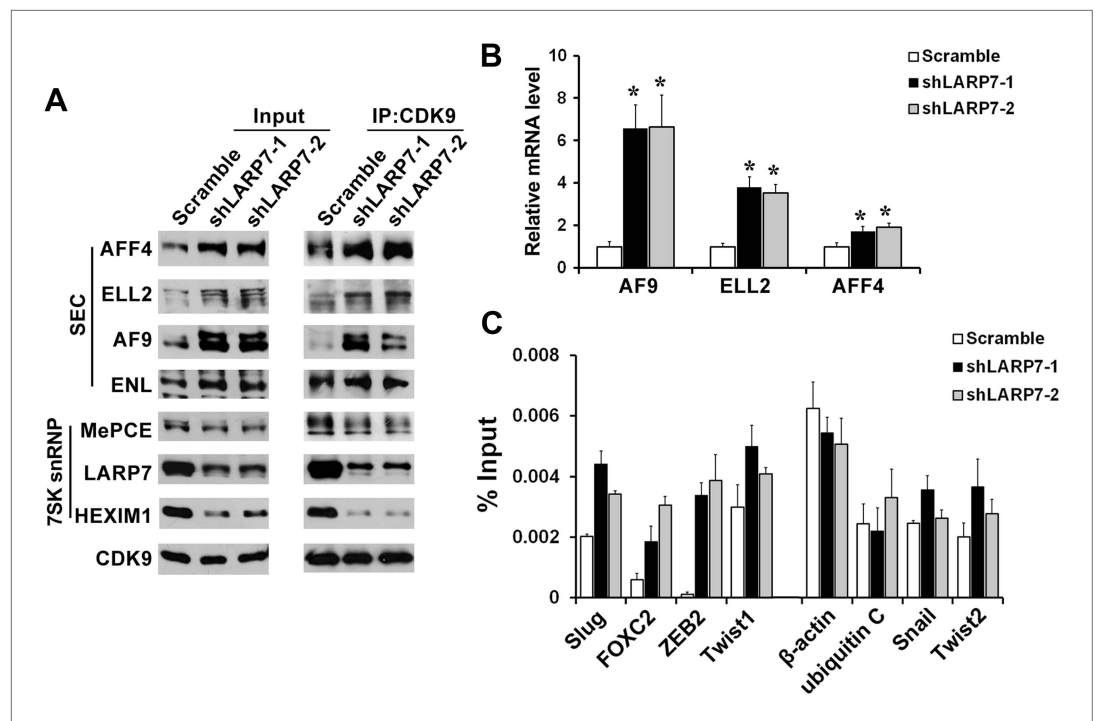 A
Input
IP:CDK9
Scramble
shLARP7-1
shLARP7-2
Scramble
shLARP7-1
shLARP7-2
SEC
AFF4
ELL2
AF9
ENL
7SK snRNP
MePCE
LARP7
HEXIM1
CDK9
B
Relative mRNA level
10
8
6
4
2
0
* *
* *
* *
AF9 ELL2 AFF4
Scramble
shLARP7-1
shLARP7-2
C
% Input
0.008
0.006
0.004
0.002
0
Slug
FOXC2
ZEB2
Twist1
β-actin
ubiquitin C
Snail
Twist2
Scramble
shLARP7-1
shLARP7-2